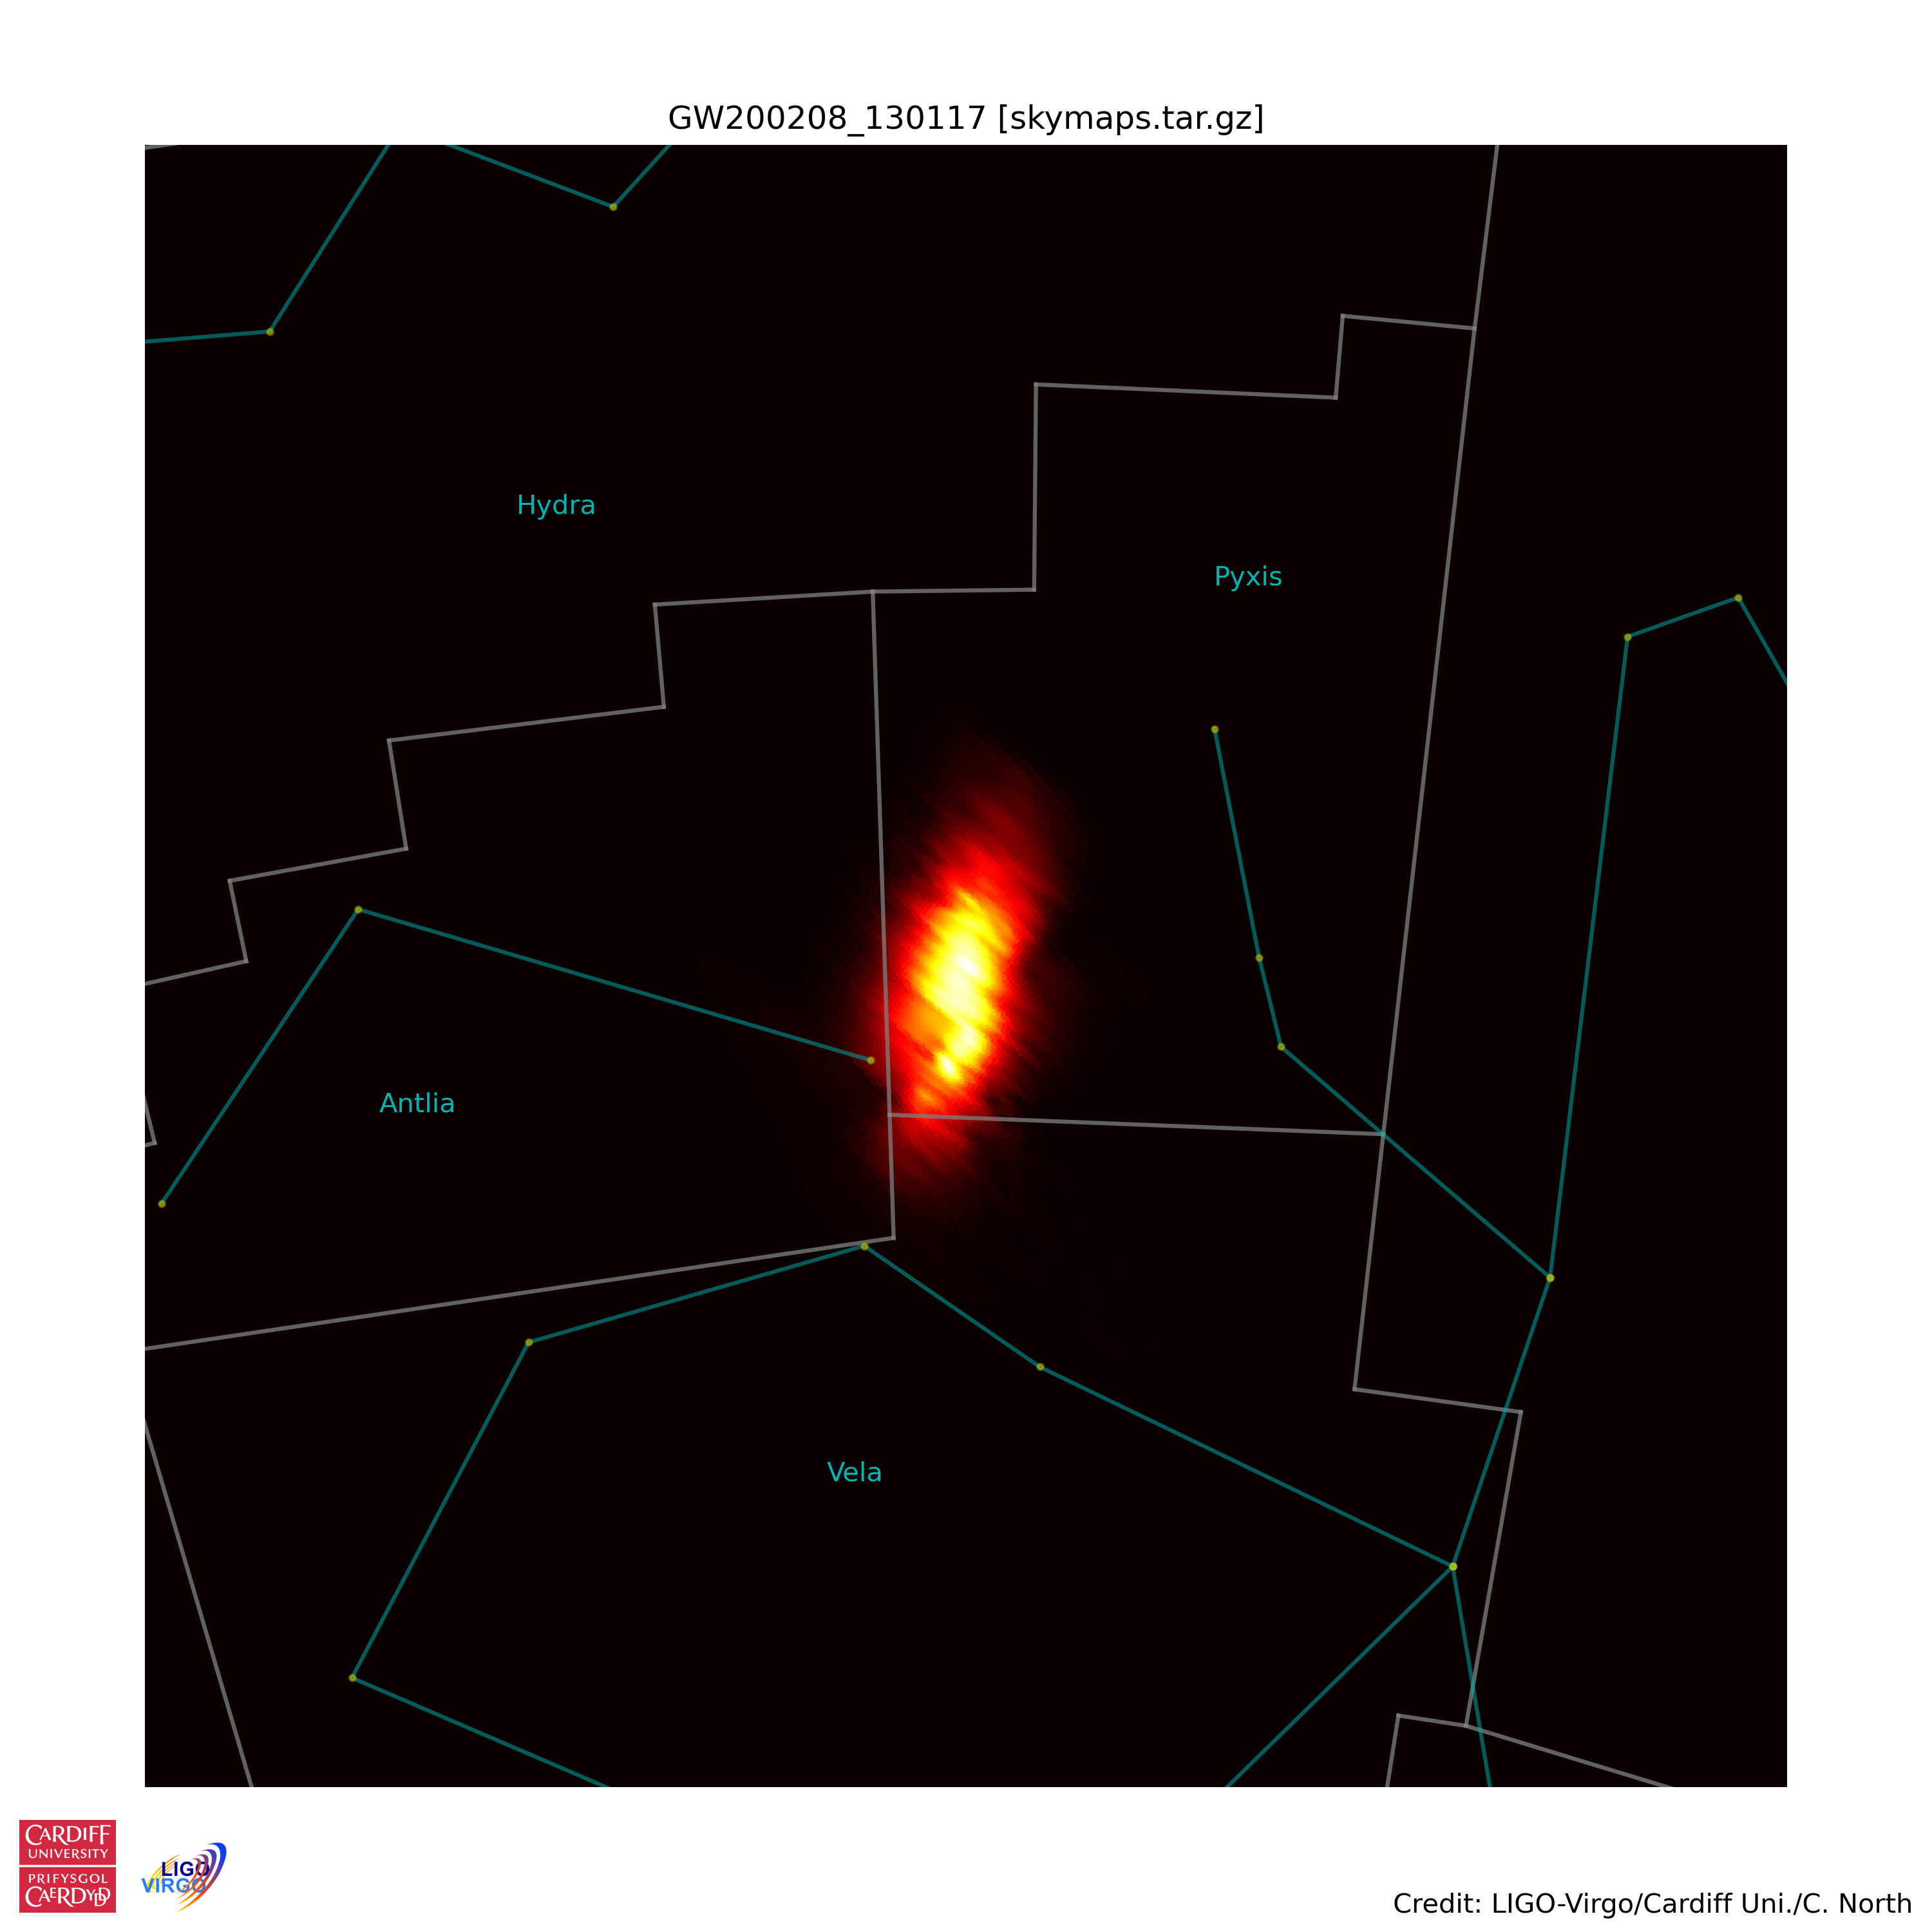 GW200208_130117 [skymaps.tar.gz]
Hydra
Pyxis
Antlia
Vela
CARDIFF
UNIVERSITY
PRIFYSGOL
CAERDYDD
LIGO
VIRGO
Credit: LIGO-Virgo/Cardiff Uni./C. North